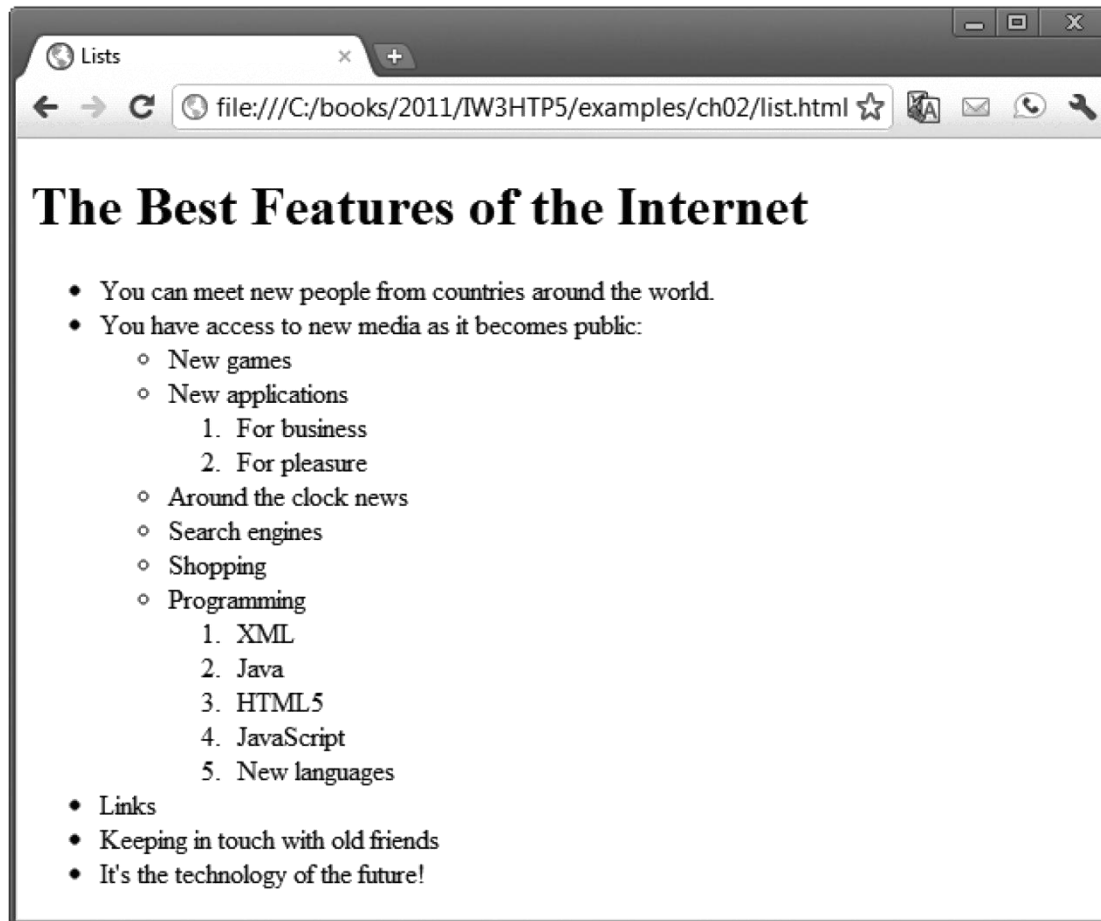 Lists
file:///C:/books/2011/IW3HTP5/examples/ch02/list.html
The Best Features of the Internet
• You can meet new people from countries around the world.
• You have access to new media as it becomes public:
◦ New games
◦ New applications
1. For business
2. For pleasure
◦ Around the clock news
◦ Search engines
◦ Shopping
◦ Programming
1. XML
2. Java
3. HTML5
4. JavaScript
5. New languages
• Links
• Keeping in touch with old friends
• It's the technology of the future!